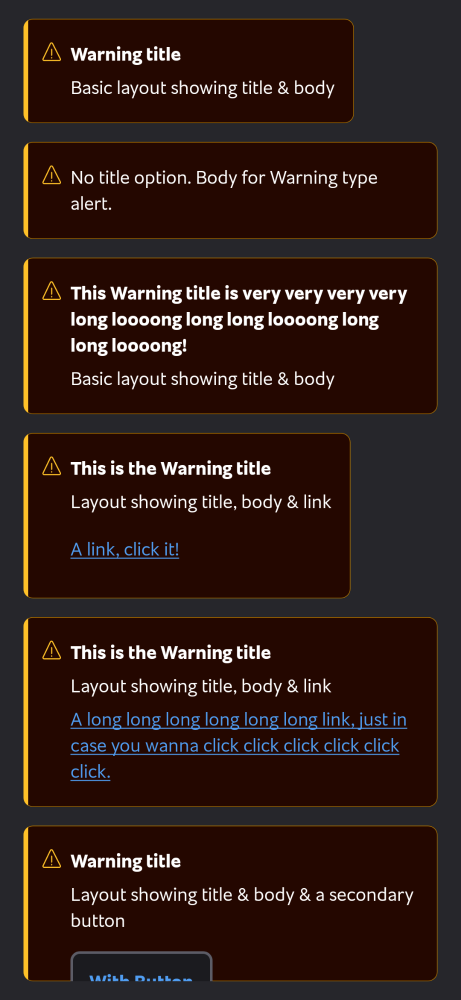 Warning title
Basic layout showing title & body
No title option. Body for Warning type
alert.
This Warning title is very very very very
long loooong long long loooong long
long loooong!
Basic layout showing title & body
This is the Warning title
Layout showing title, body & link
A link, click it!
This is the Warning title
Layout showing title, body & link
A long long long long long long link, just in
case you wanna click click click click click
click.
Warning title
Layout showing title & body & a secondary
button
With Button